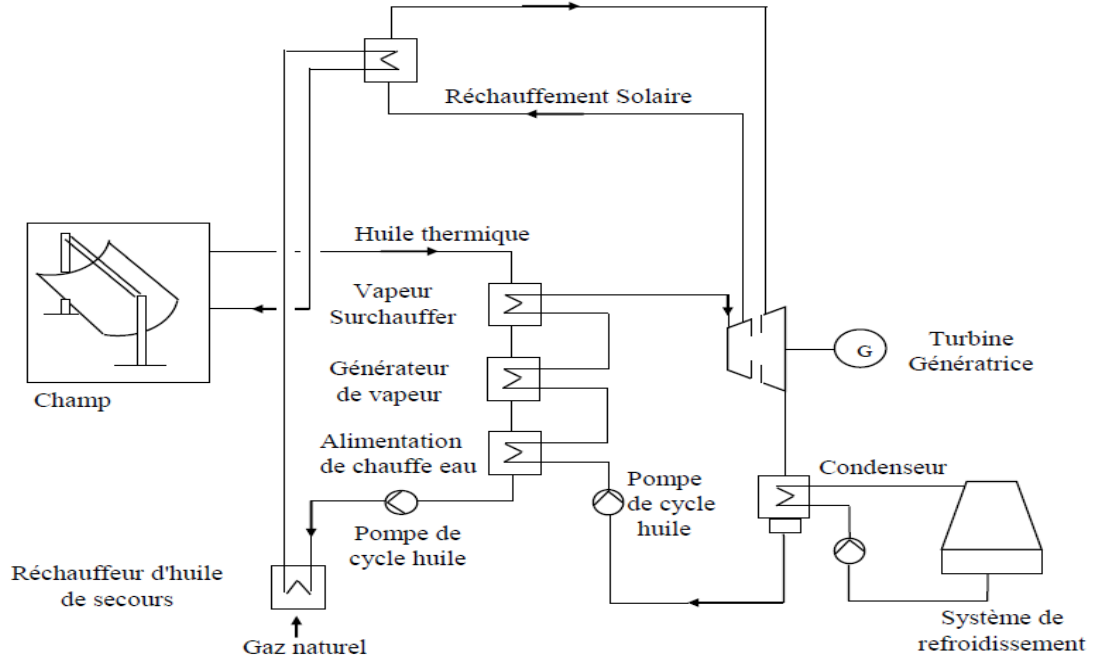 Réchauffement Solaire
Huile thermique
Vapeur
Surchauffer
Générateur
de vapeur
Alimentation
de chauffe eau
Champ
Turbine
Génératrice
G
Condenseur
Pompe
de cycle
huile
Pompe de
cycle huile
Réchauffeur d'huile
de secours
Gaz naturel
Système de
refroidissement